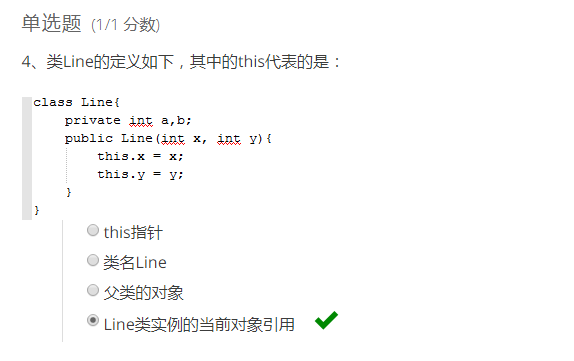 单选题 (1/1 分数)
4、类Line的定义如下，其中的this代表的是：
class Line{
    private int a,b;
    public Line(int x, int y){
        this.x = x;
        this.y = y;
    }
}
this指针
类名Line
父类的对象
Line类实例的当前对象引用